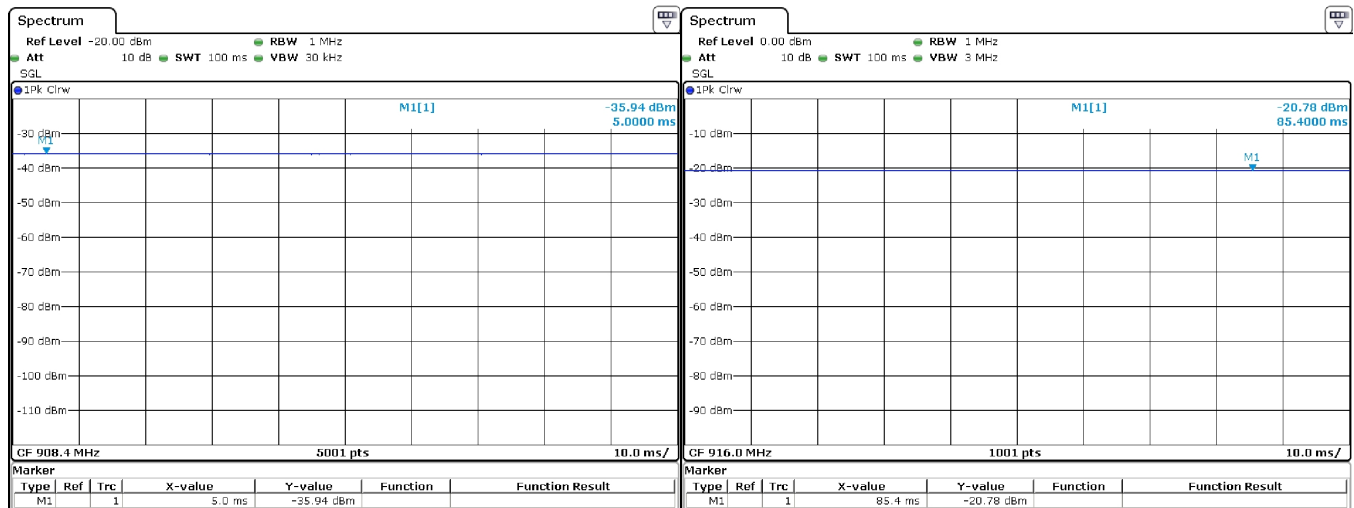 Spectrum
Ref Level -20.00 dBm RBW 1 MHz
Att 10 dB SWT 100 ms VBW 30 kHz
SGL
1Pk Clrw
M1[1] -35.94 dBm
5.0000 ms
-30 dBm
M1
-40 dBm
-50 dBm
-60 dBm
-70 dBm
-80 dBm
-90 dBm
-100 dBm
-110 dBm
CF 908.4 MHz 5001 pts 10.0 ms/
Marker
Type Ref Trc X-value Y-value Function Function Result
M1 1 5.0 ms -35.94 dBm
Spectrum
Ref Level 0.00 dBm RBW 1 MHz
Att 10 dB SWT 100 ms VBW 3 MHz
SGL
1Pk Clrw
M1[1] -20.78 dBm
85.4000 ms
-10 dBm
M1
-20 dBm
-30 dBm
-40 dBm
-50 dBm
-60 dBm
-70 dBm
-80 dBm
-90 dBm
CF 916.0 MHz 1001 pts 10.0 ms/
Marker
Type Ref Trc X-value Y-value Function Function Result
M1 1 85.4 ms -20.78 dBm